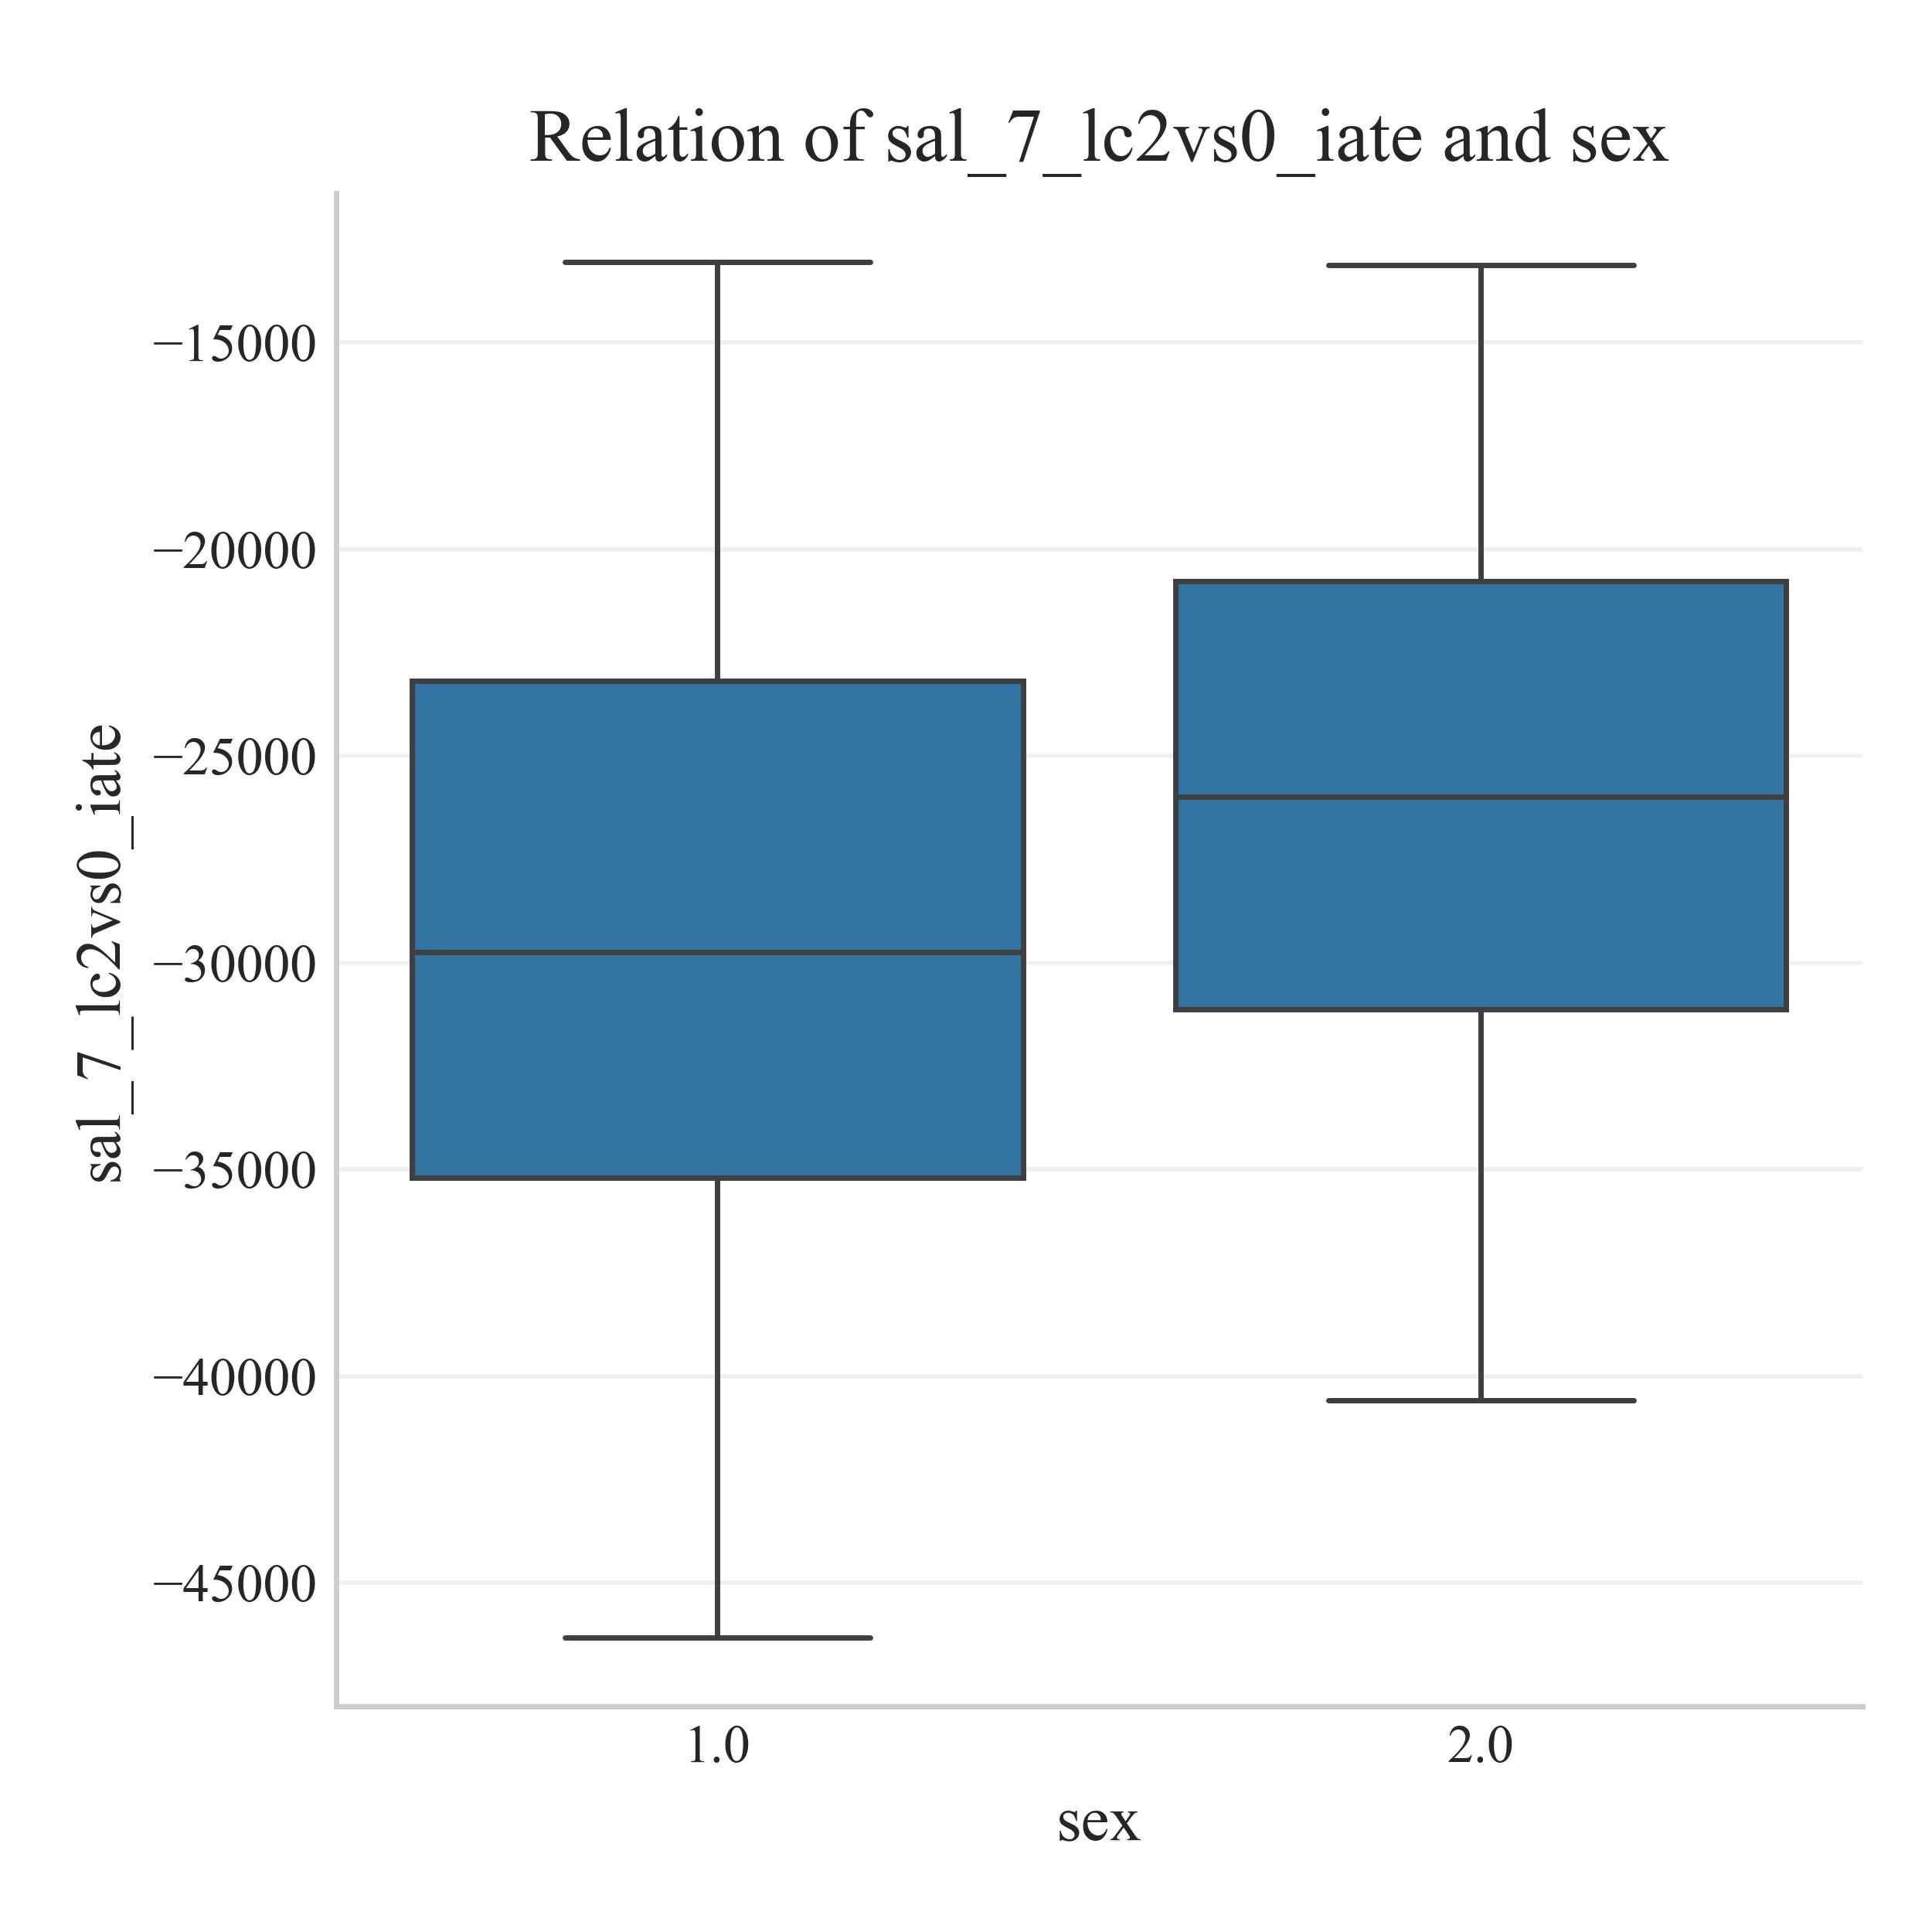 Relation of sal_7_lc2vs0_iate and sex
sal_7_lc2vs0_iate
−15000
−20000
−25000
−30000
−35000
−40000
−45000
1.0 2.0
sex